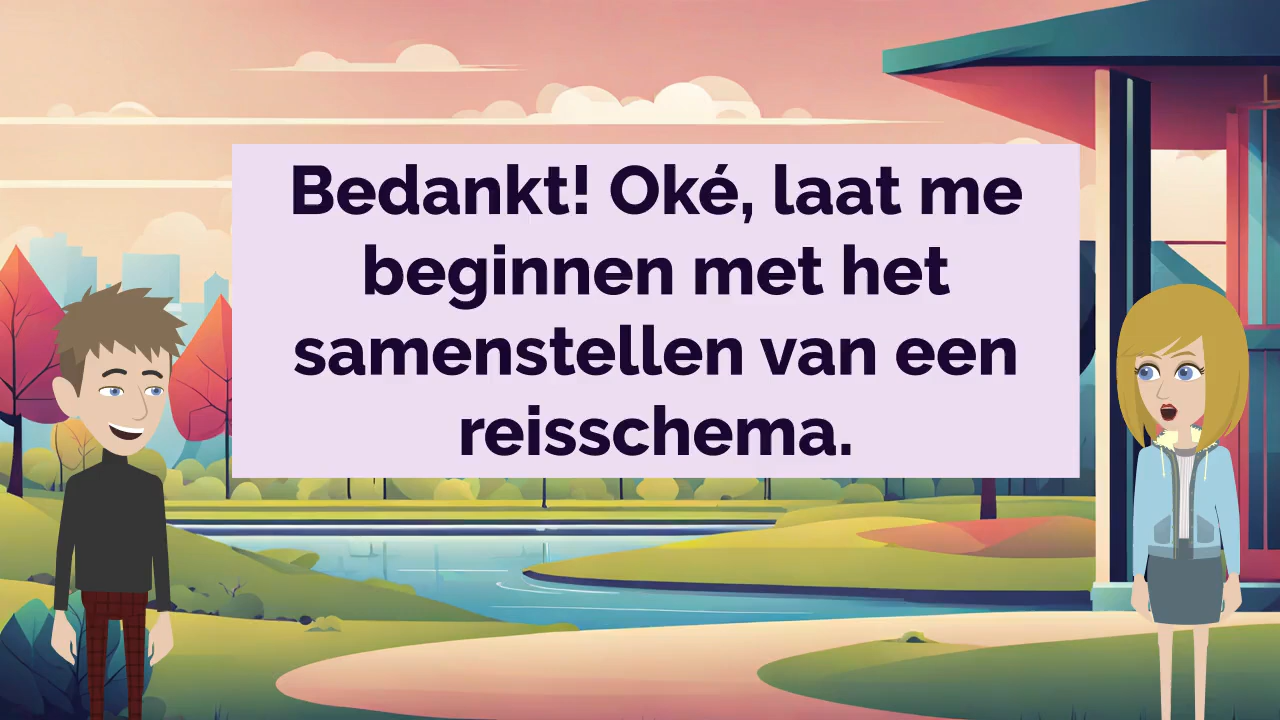 Bedankt! Oké, laat me
beginnen met het
samenstellen van een
reisschema.